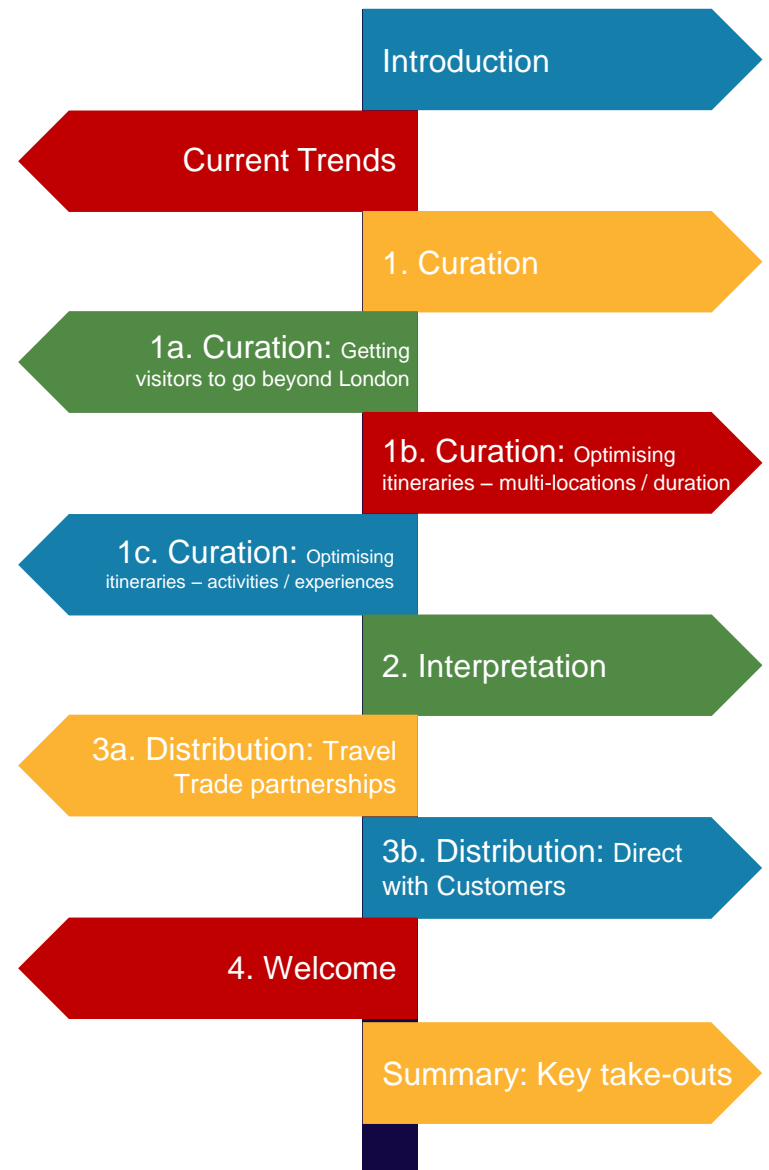 Introduction
Current Trends
1. Curation
1a. Curation: Getting
visitors to go beyond London
1b. Curation: Optimising
itineraries – multi-locations / duration
1c. Curation: Optimising
itineraries – activities / experiences
2. Interpretation
3a. Distribution: Travel
Trade partnerships
3b. Distribution: Direct
with Customers
4. Welcome
Summary: Key take-outs